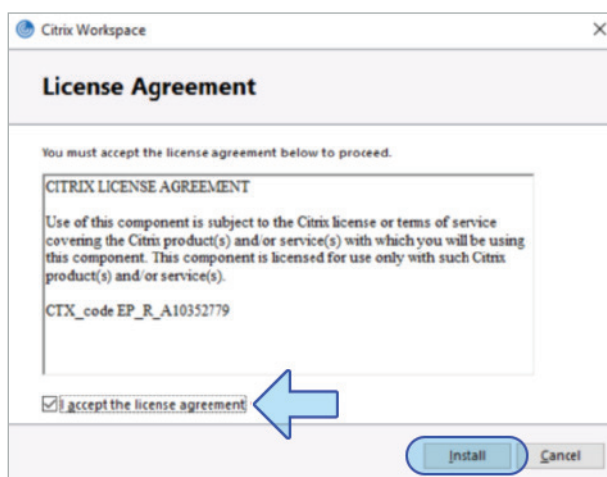 Citrix Workspace
License Agreement
You must accept the license agreement below to proceed.
CITRIX LICENSE AGREEMENT
Use of this component is subject to the Citrix license or terms of service
covering the Citrix product(s) and/or service(s) with which you will be using
this component. This component is licensed for use only with such Citrix
product(s) and/or service(s).
CTX_code EP_R_A10352779
I accept the license agreement
Install
Cancel